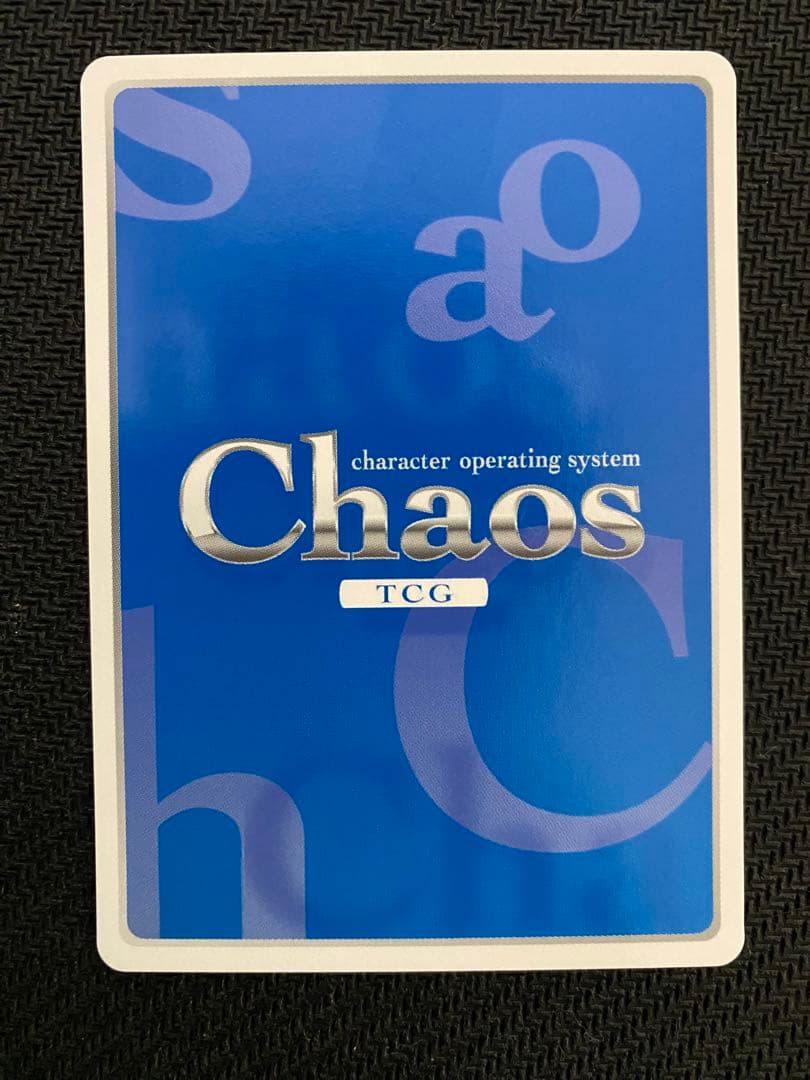 s
o
a
character operating system
Chaos
TCG
C
h